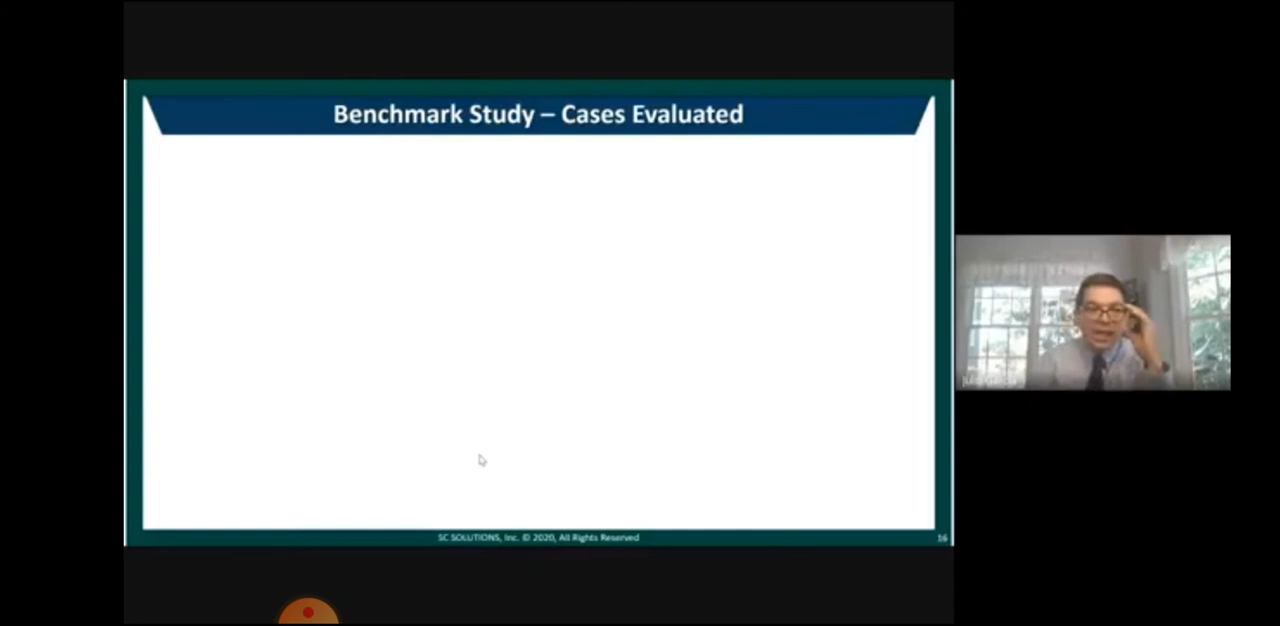 Benchmark Study – Cases Evaluated
SC SOLUTIONS, Inc. © 2020, All Rights Reserved
16